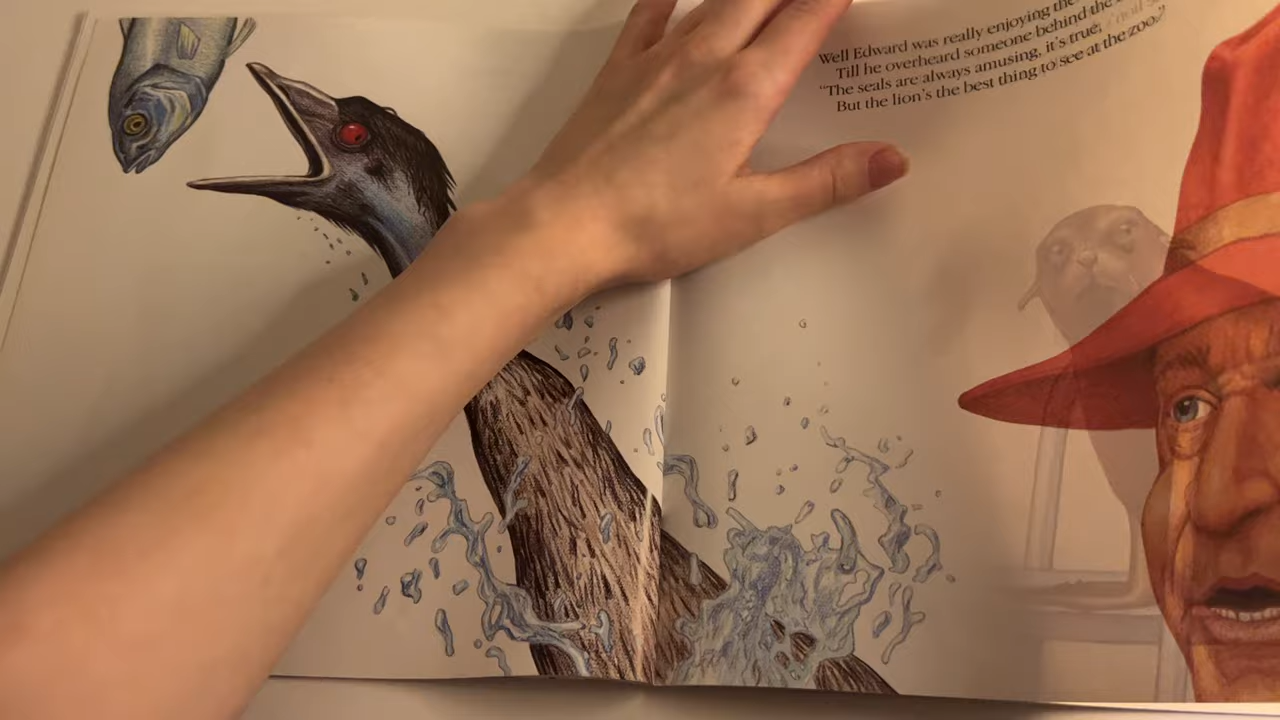 Well Edward was really enjoying the
Till he overheard someone behind the
"The seals are always amusing, it's true;
But the lion's the best thing to see at the zoo."